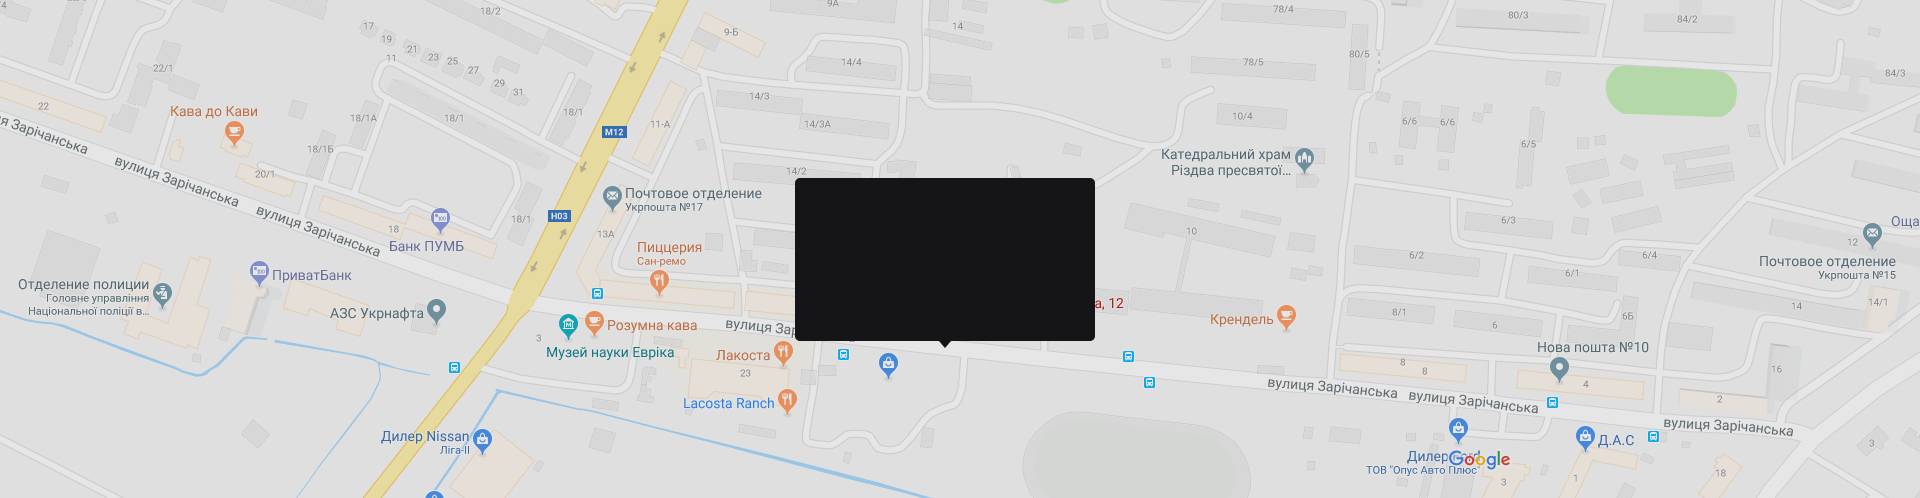 9А
78/4
80/3
84/2
18/2
17
19
21
23
25
27
29
31
11
9-Б
14
14/4
78/5
80/5
84/3
22/1
22
Кава до Кави
18/1А
18/1
18/1
11-А
14/3
14/3А
10/4
6/6
6/6
6/5
M12
вулиця Зарічанська
18/1Б
14/2
Катедральний храм
Різдва пресвятої...
20/1
вулиця Зарічанська
Почтовое отделение
Укрпошта №17
H03
18/1
18
13А
10
6/3
Оща
12
Банк ПУМБ
Пиццерия
Сан-ремо
6/2
6/4
6/1
Почтовое отделение
Укрпошта №15
вулиця Зарічанська
ПриватБанк
Отделение полиции
Головне управління
Національної поліції в...
АЗС Укрнафта
а, 12
Крендель
8/1
6
6Б
14
14/1
3
Розумна кава
вулиця Зар
Музей науки Евріка
Лакоста
23
Lacosta Ranch
Нова пошта №10
8
8
4
16
2
вулиця Зарічанська
вулиця Зарічанська
вулиця Зарічанська
Дилер Nissan
Ліга-ІІ
Д.А.С
Дилер
ТОВ "Опус Авто Плюс"
Google
3
1
18
3